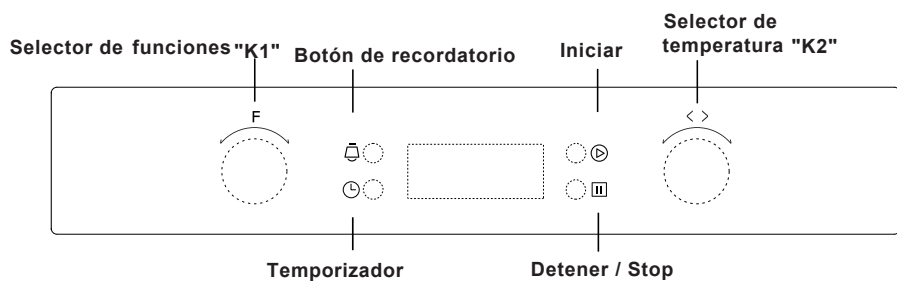 Selector de funciones "K1"
Botón de recordatorio
Iniciar
Selector de
temperatura "K2"
F
Temporizador
Detener / Stop